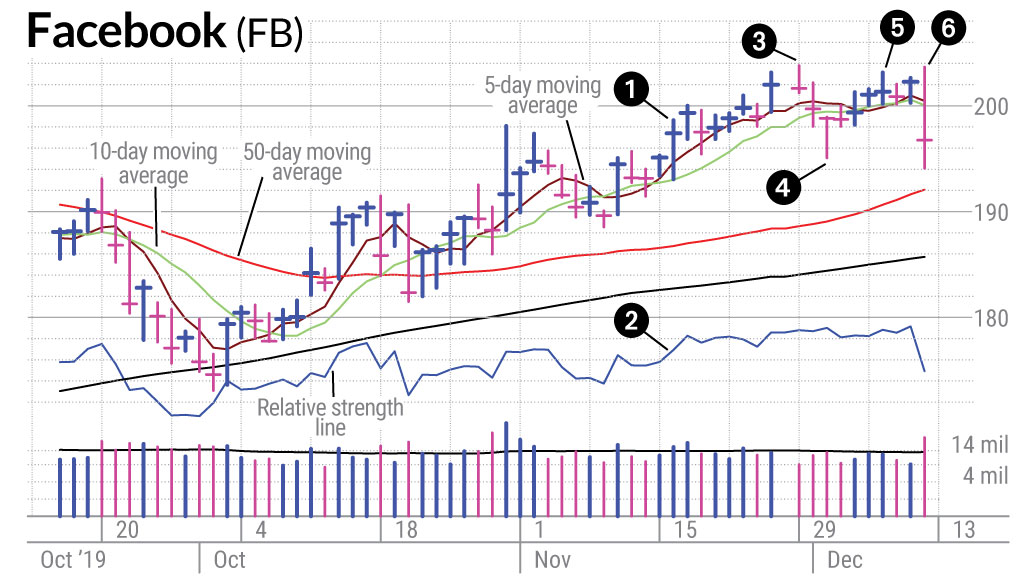 Facebook (FB)
3
5
6
1
5-day moving
average
200
10-day moving
average
50-day moving
average
4
190
2
180
Relative strength
line
14 mil
4 mil
20
4
18
1
15
29
13
Oct '19
Oct
Nov
Dec